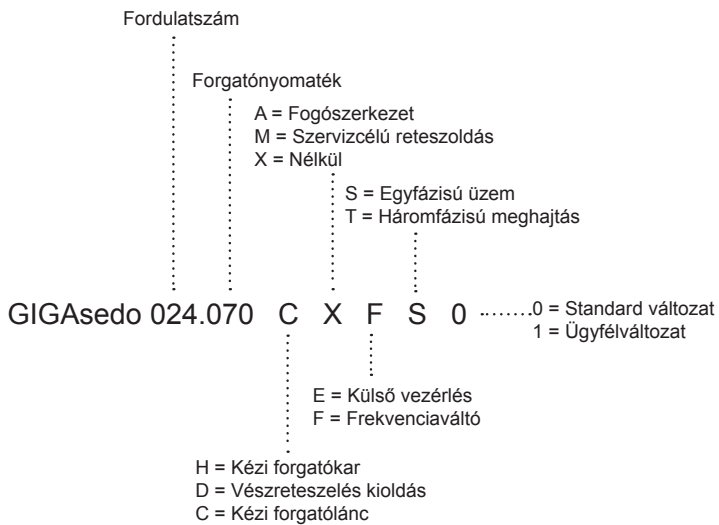 Fordulatszám
Forgatónyomaték
A = Fogószerkezet
M = Szervizcélú reteszoldás
X = Nélkül
S = Egyfázisú üzem
T = Háromfázisú meghajtás
GIGAsedo 024.070 C X F S 0
0 = Standard változat
1 = Ügyfélváltozat
E = Külső vezérlés
F = Frekvenciaváltó
H = Kézi forgatókar
D = Vészreteszelés kioldás
C = Kézi forgatólánc